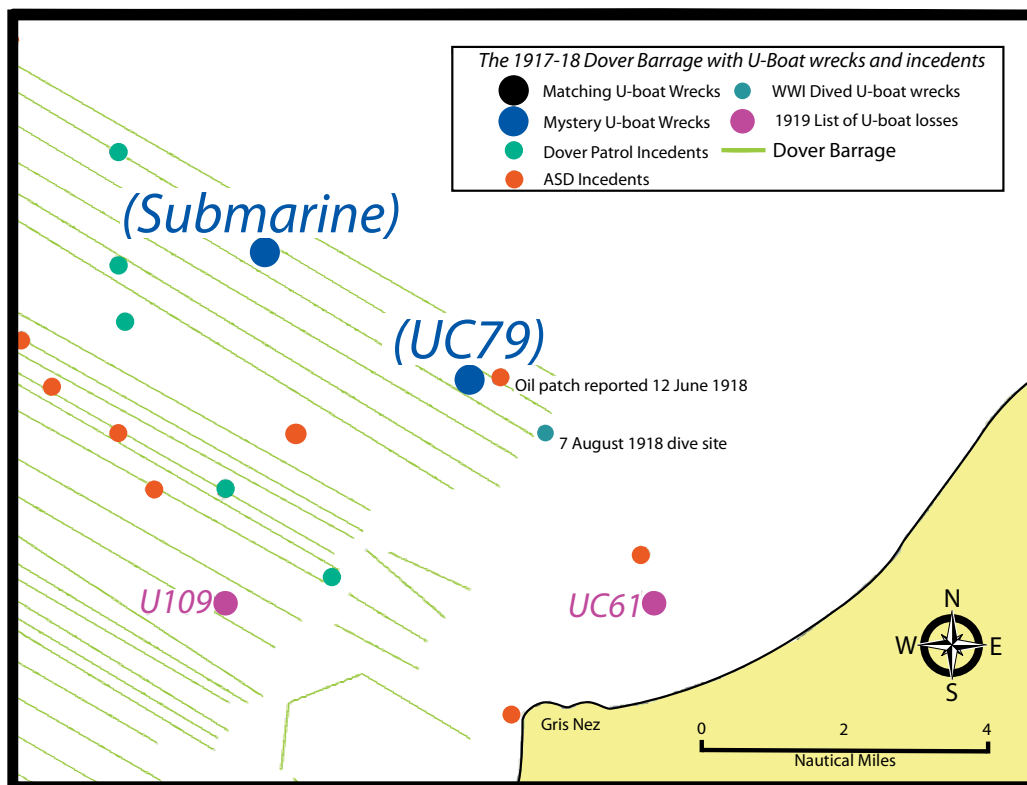 The 1917-18 Dover Barrage with U-Boat wrecks and incedents
Matching U-boat Wrecks
WWI Dived U-boat wrecks
Mystery U-boat Wrecks
1919 List of U-boat losses
Dover Patrol Incedents
Dover Barrage
ASD Incedents
(Submarine)
(UC79)
Oil patch reported 12 June 1918
7 August 1918 dive site
U109
UC61
N
W
E
S
Gris Nez
0 2 4
Nautical Miles